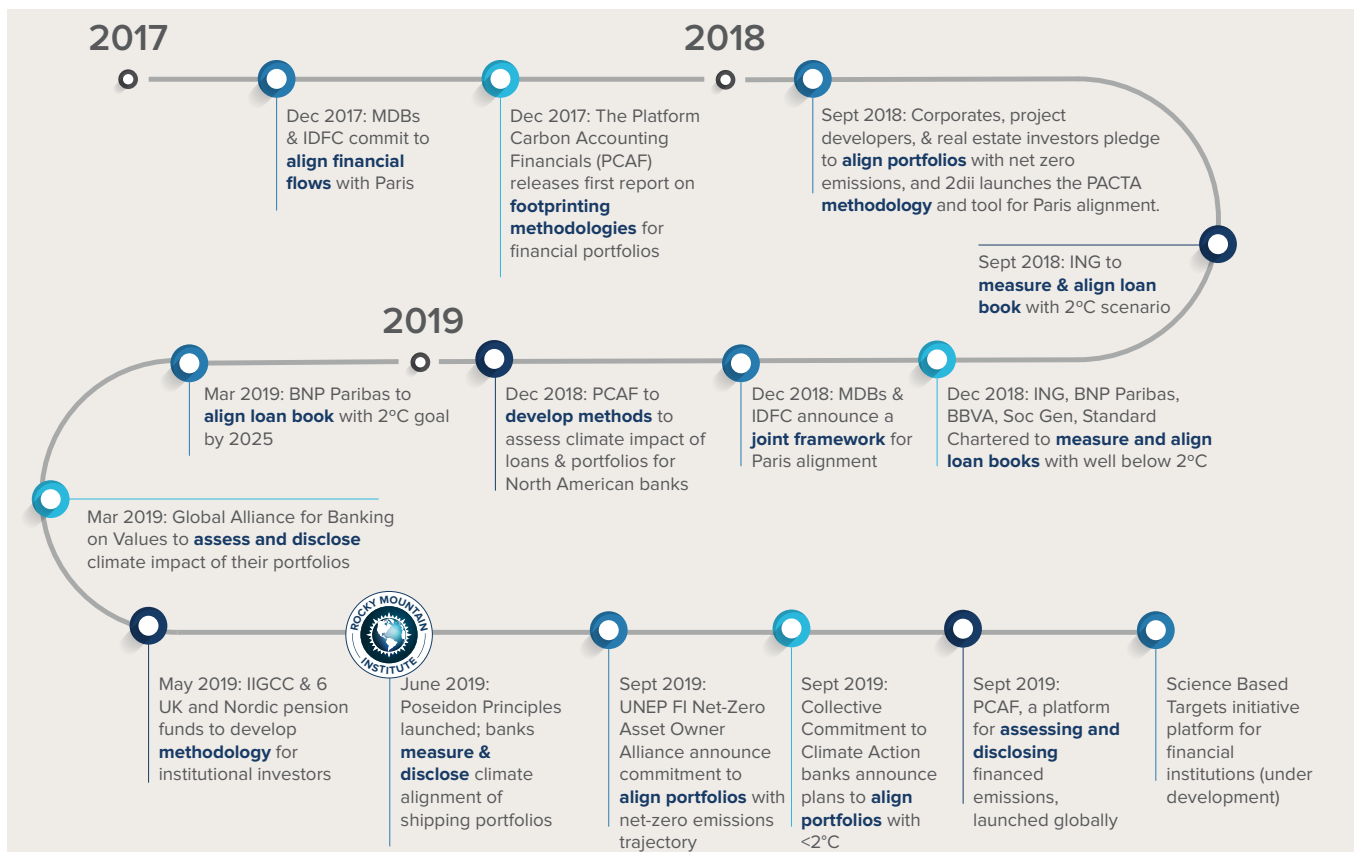 2017
2018
Dec 2017: MDBs
& IDFC commit to
align financial
flows with Paris
Dec 2017: The Platform
Carbon Accounting
Financials (PCAF)
releases first report on
footprinting
methodologies for
financial portfolios
Sept 2018: Corporates, project
developers, & real estate investors pledge
to align portfolios with net zero
emissions, and 2dii launches the PACTA
methodology and tool for Paris alignment.
Sept 2018: ING to
measure & align loan
book with 2°C scenario
Dec 2018: ING, BNP Paribas,
BBVA, Soc Gen, Standard
Chartered to measure and align
loan books with well below 2°C
Dec 2018: MDBs &
IDFC announce a
joint framework for
Paris alignment
Dec 2018: PCAF to
develop methods to
assess climate impact of
loans & portfolios for
North American banks
2019
Mar 2019: BNP Paribas to
align loan book with 2°C goal
by 2025
Mar 2019: Global Alliance for Banking
on Values to assess and disclose
climate impact of their portfolios
May 2019: IIGCC & 6
UK and Nordic pension
funds to develop
methodology for
institutional investors
ROCKY MOUNTAIN
INSTITUTE
June 2019:
Poseidon Principles
launched; banks
measure &
disclose climate
alignment of
shipping portfolios
Sept 2019:
UNEP FI Net-Zero
Asset Owner
Alliance announce
commitment to
align portfolios with
net-zero emissions
trajectory
Sept 2019:
Collective
Commitment to
Climate Action
banks announce
plans to align
portfolios with
<2°C
Sept 2019:
PCAF, a platform
for assessing and
disclosing
financed
emissions,
launched globally
Science Based
Targets initiative
platform for
financial
institutions (under
development)